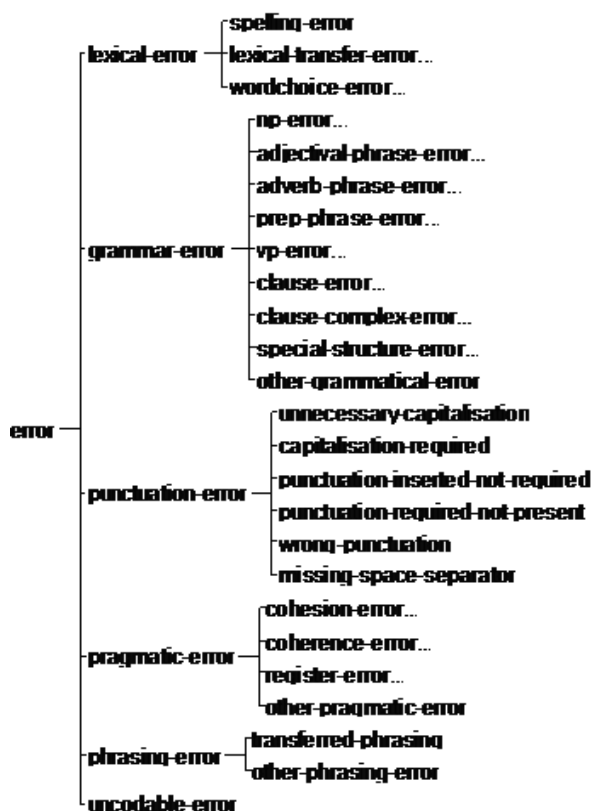 spelling-error
lexical-error
lexical-transfer-error...
wordchoice-error...
np-error...
adjectival-phrase-error...
adverb-phrase-error...
prep-phrase-error...
grammar-error
vp-error...
clause-error...
clause-complex-error...
special-structure-error...
other-grammatical-error
unnecessary-capitalisation
error
capitalisation-required
punctuation-inserted-not-required
punctuation-error
punctuation-required-not-present
wrong-punctuation
missing-space-separator
cohesion-error...
coherence-error...
pragmatic-error
register-error...
other-pragmatic-error
transferred-phrasing
phrasing-error
other-phrasing-error
uncodable-error